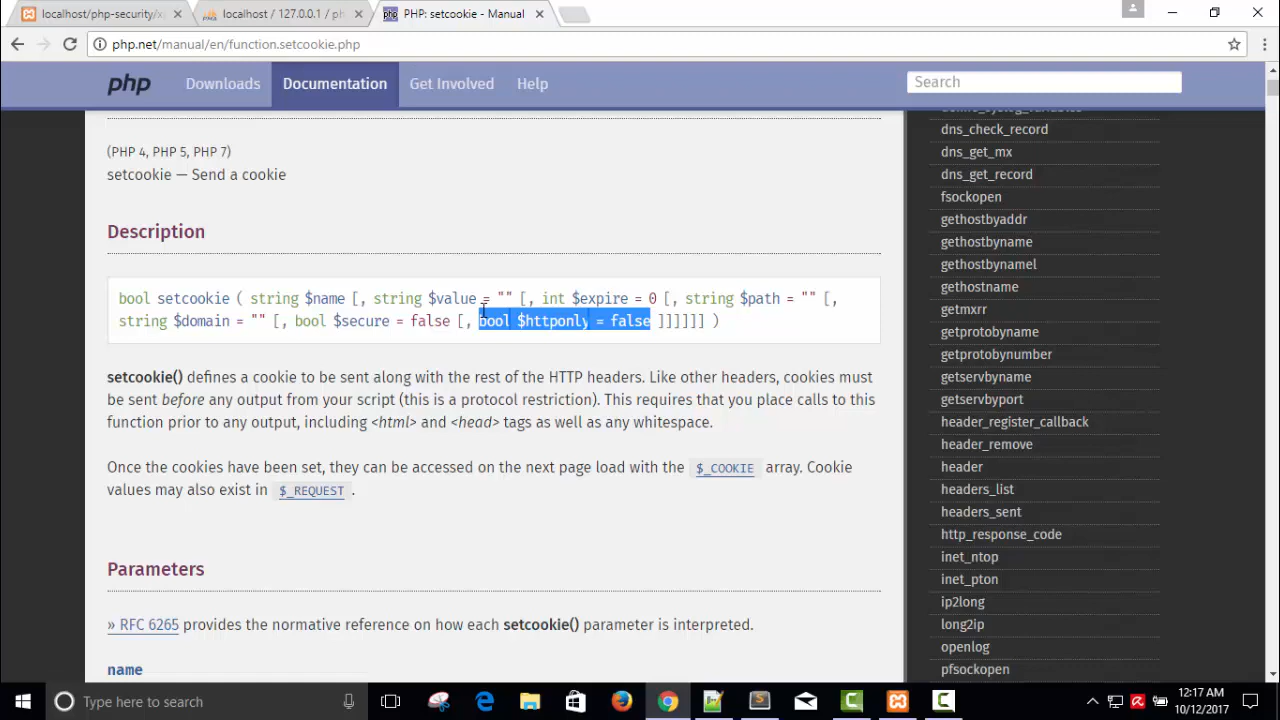 localhost/php-security/x
localhost / 127.0.0.1 / ph
PHP: setcookie - Manual
php.net/manual/en/function.setcookie.php
php
Downloads
Documentation
Get Involved
Help
Search
(PHP 4, PHP 5, PHP 7)
setcookie — Send a cookie
Description
bool setcookie ( string $name [, string $value = "" [, int $expire = 0 [, string $path = "" [,
string $domain = "" [, bool $secure = false [, bool $httponly = false ]]]]]] )
setcookie() defines a cookie to be sent along with the rest of the HTTP headers. Like other headers, cookies must
be sent before any output from your script (this is a protocol restriction). This requires that you place calls to this
function prior to any output, including <html> and <head> tags as well as any whitespace.
Once the cookies have been set, they can be accessed on the next page load with the $_COOKIE array. Cookie
values may also exist in $_REQUEST .
Parameters
» RFC 6265 provides the normative reference on how each setcookie() parameter is interpreted.
name
define_syslog_variables
dns_check_record
dns_get_mx
dns_get_record
fsockopen
gethostbyaddr
gethostbyname
gethostbynamel
gethostname
getmxrr
getprotobyname
getprotobynumber
getservbyname
getservbyport
header_register_callback
header_remove
header
headers_list
headers_sent
http_response_code
inet_ntop
inet_pton
ip2long
long2ip
openlog
pfsockopen
Type here to search
12:17 AM
10/12/2017